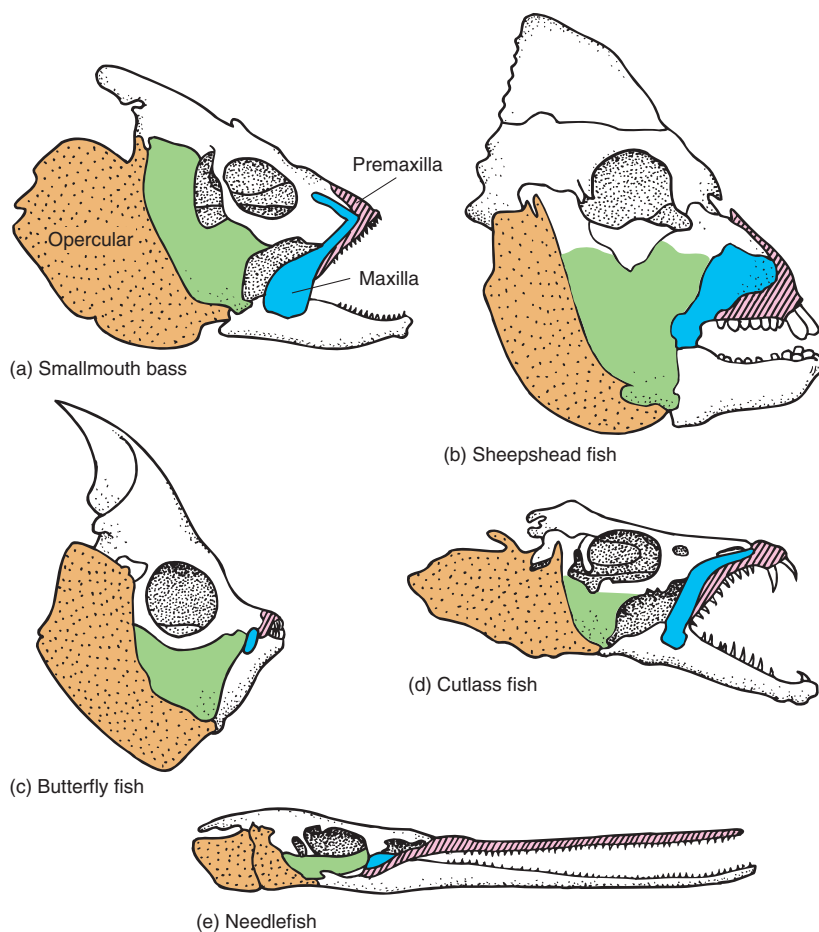 Premaxilla
Opercular
Maxilla
(a) Smallmouth bass
(b) Sheepshead fish
(c) Butterfly fish
(d) Cutlass fish
(e) Needlefish